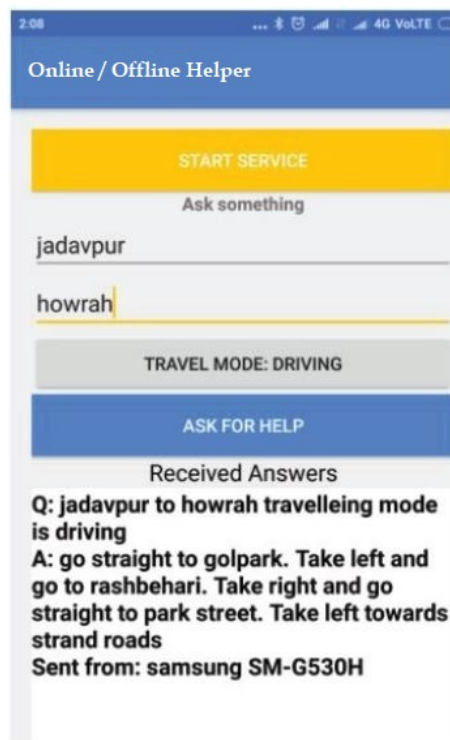 2:08 ... 4G VoLTE
Online / Offline Helper
START SERVICE
Ask something
jadavpur
howrah
TRAVEL MODE: DRIVING
ASK FOR HELP
Received Answers
Q: jadavpur to howrah travelleing mode
is driving
A: go straight to golpark. Take left and
go to rashbehari. Take right and go
straight to park street. Take left towards
strand roads
Sent from: samsung SM-G530H